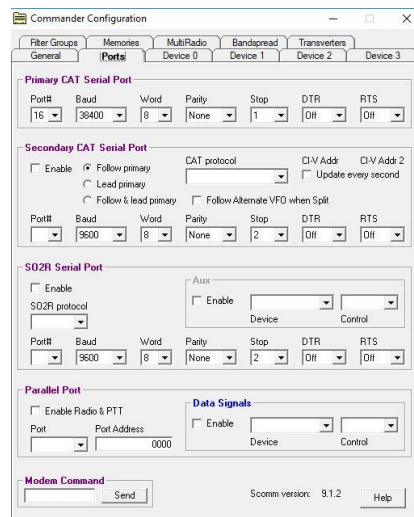 Commander Configuration
Filter Groups Memories MultiRadio Bandspread Transverters
General Ports Device 0 Device 1 Device 2 Device 3
Primary CAT Serial Port
Port# Baud Word Parity Stop DTR RTS
16 38400 8 None 1 Off Off
Secondary CAT Serial Port
CAT protocol CI-V Addr CI-V Addr 2
Enable Follow primary Update every second
Lead primary
Follow & lead primary Follow Alternate VFO when Split
Port# Baud Word Parity Stop DTR RTS
9600 8 None 2 Off Off
SO2R Serial Port
Enable Aux
SO2R protocol Enable
Device Control
Port# Baud Word Parity Stop DTR RTS
9600 8 None 2 Off Off
Parallel Port
Enable Radio & PTT Data Signals
Port Port Address Enable
0000 Device Control
Modem Command
Send Scomm version: 9.1.2 Help